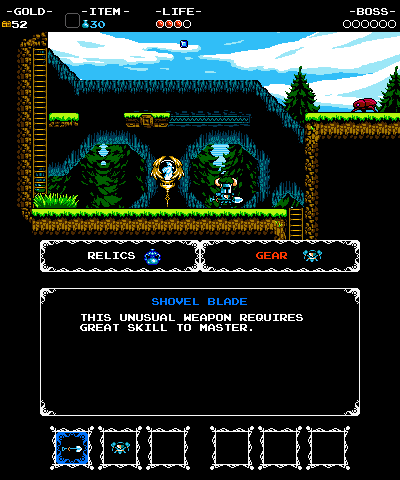 -GOLD- -ITEM- -LIFE- -BOSS-
52 30
RELICS GEAR
SHOVEL BLADE
THIS UNUSUAL WEAPON REQUIRES
GREAT SKILL TO MASTER.